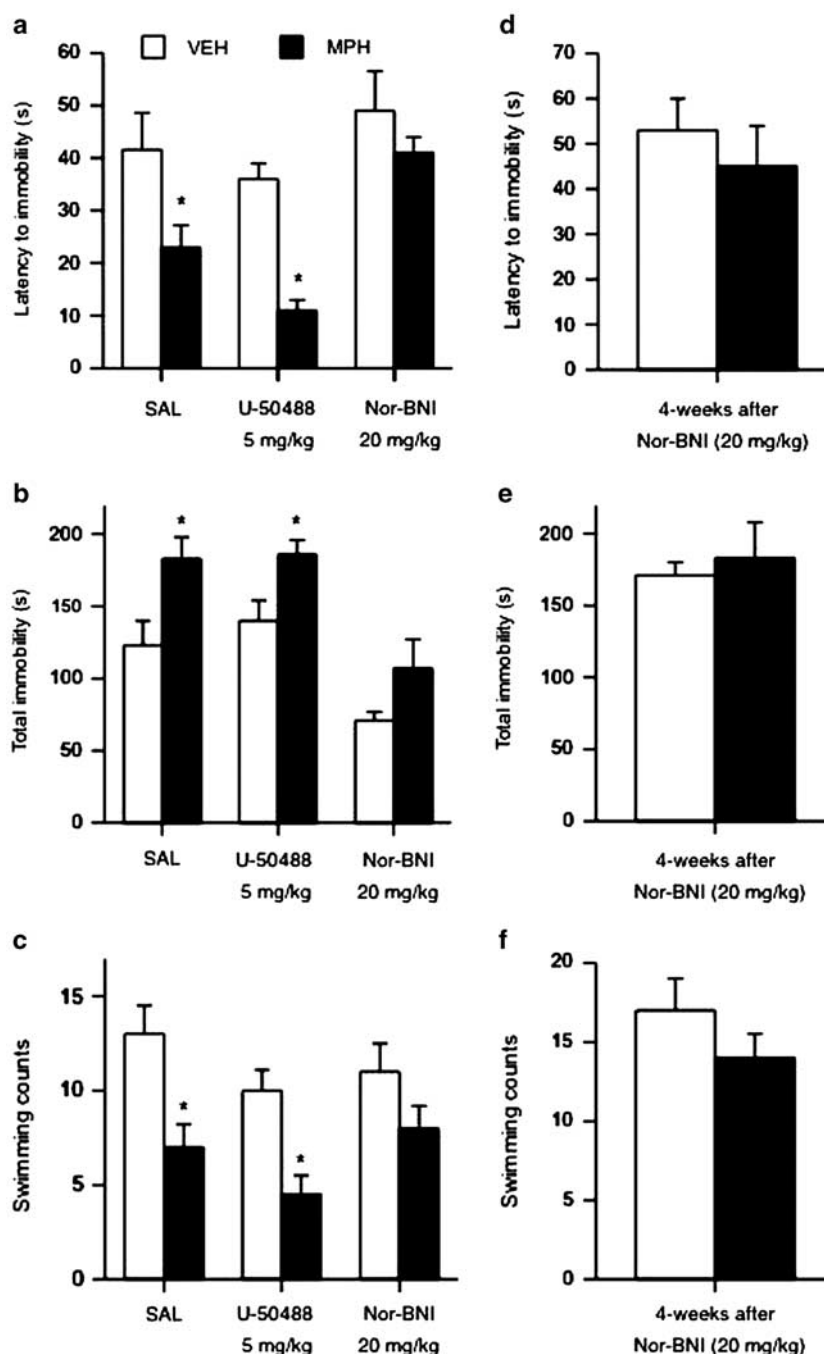 a
VEH
MPH
Latency to immobility (s)
60
50
40
30
20
10
0
*
*
SAL
U-50488
5 mg/kg
Nor-BNI
20 mg/kg
d
Latency to immobility (s)
70
60
50
40
30
20
10
0
4-weeks after
Nor-BNI (20 mg/kg)
b
Total immobility (s)
200
150
100
50
0
*
*
SAL
U-50488
5 mg/kg
Nor-BNI
20 mg/kg
e
Total immobility (s)
200
150
100
50
0
4-weeks after
Nor-BNI (20 mg/kg)
c
Swimming counts
15
10
5
0
*
*
SAL
U-50488
5 mg/kg
Nor-BNI
20 mg/kg
f
Swimming counts
20
15
10
5
0
4-weeks after
Nor-BNI (20 mg/kg)